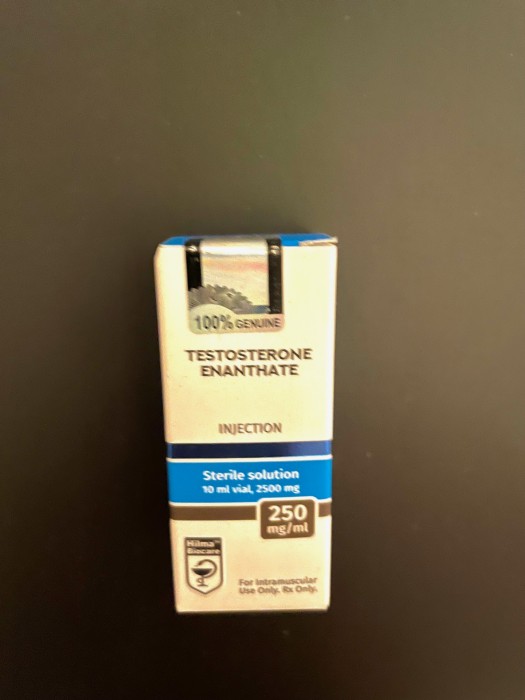 100% GENUINE
TESTOSTERONE
ENANTHATE
INJECTION
Sterile solution
10 ml vial, 2500 mg
250
mg/ml
Hilma™
Biocare
For Intramuscular
Use Only. Rx Only.